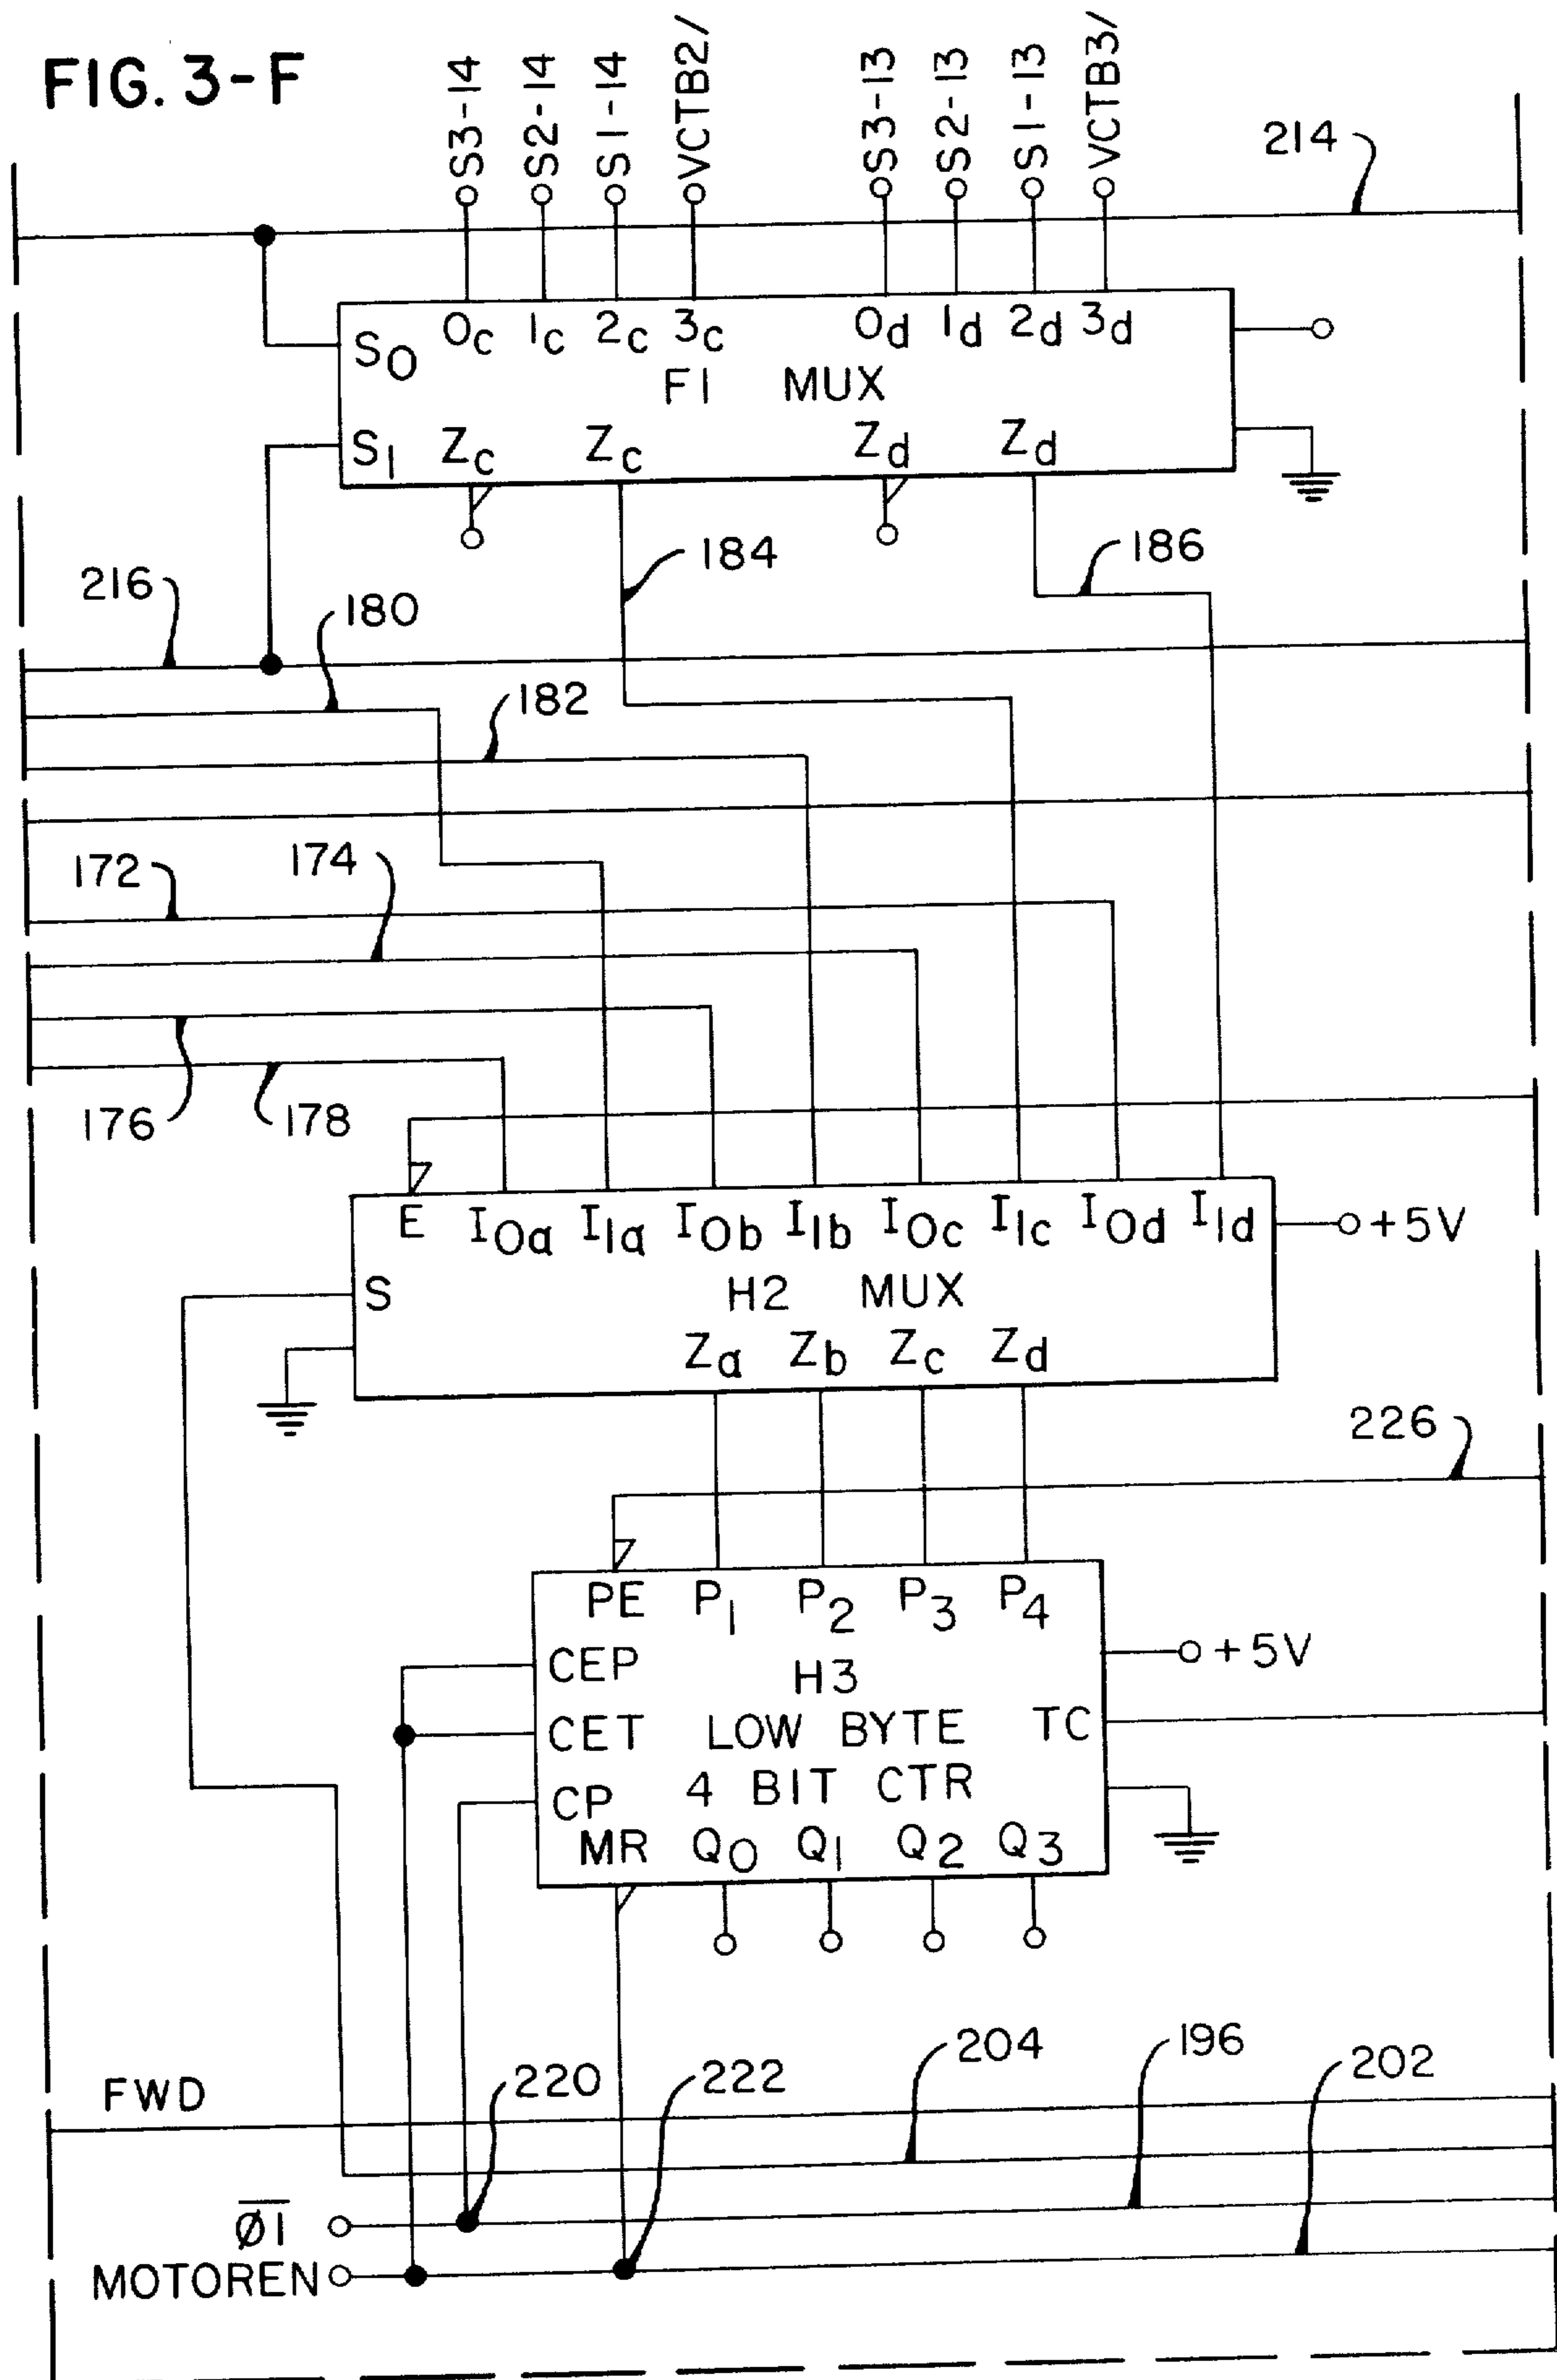 FIG. 3-F
S3-14
S2-14
S1-14
VCTB2/
S3-13
S2-13
S1-13
VCTB3/
214
S0 0c 1c 2c 3c 0d 1d 2d 3d
F1 MUX
S1 Zc Zc Zd Zd
184
186
216
180
182
172
174
176
178
E I0a I1a I0b I1b I0c I1c I0d I1d
+5V
S
H2 MUX
Za Zb Zc Zd
226
PE P1 P2 P3 P4
CEP
H3
+5V
CET LOW BYTE TC
CP 4 BIT CTR
MR Q0 Q1 Q2 Q3
FWD
220
222
204
196
202
Ø1
MOTOREN